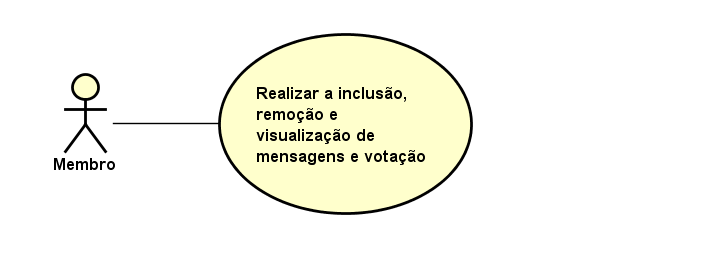 Realizar a inclusão,
remoção e
visualização de
mensagens e votação
Membro